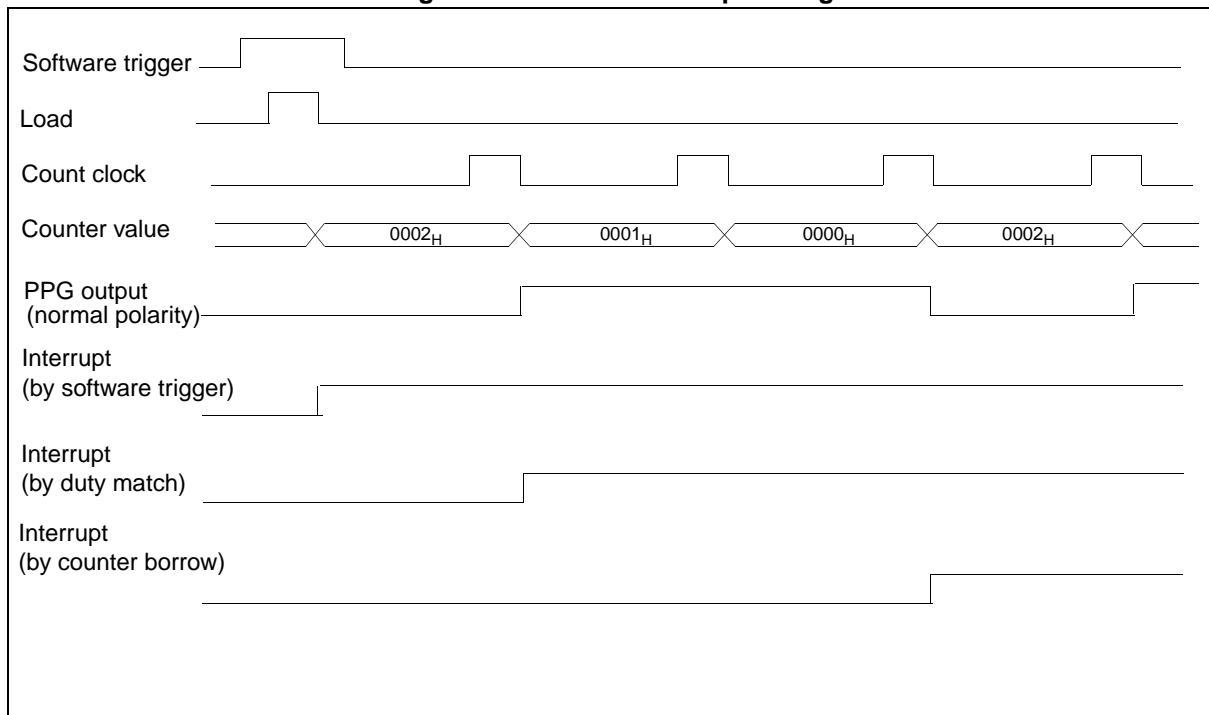 Software trigger
Load
Count clock
Counter value
0002H
0001H
0000H
0002H
PPG output
(normal polarity)
Interrupt
(by software trigger)
Interrupt
(by duty match)
Interrupt
(by counter borrow)